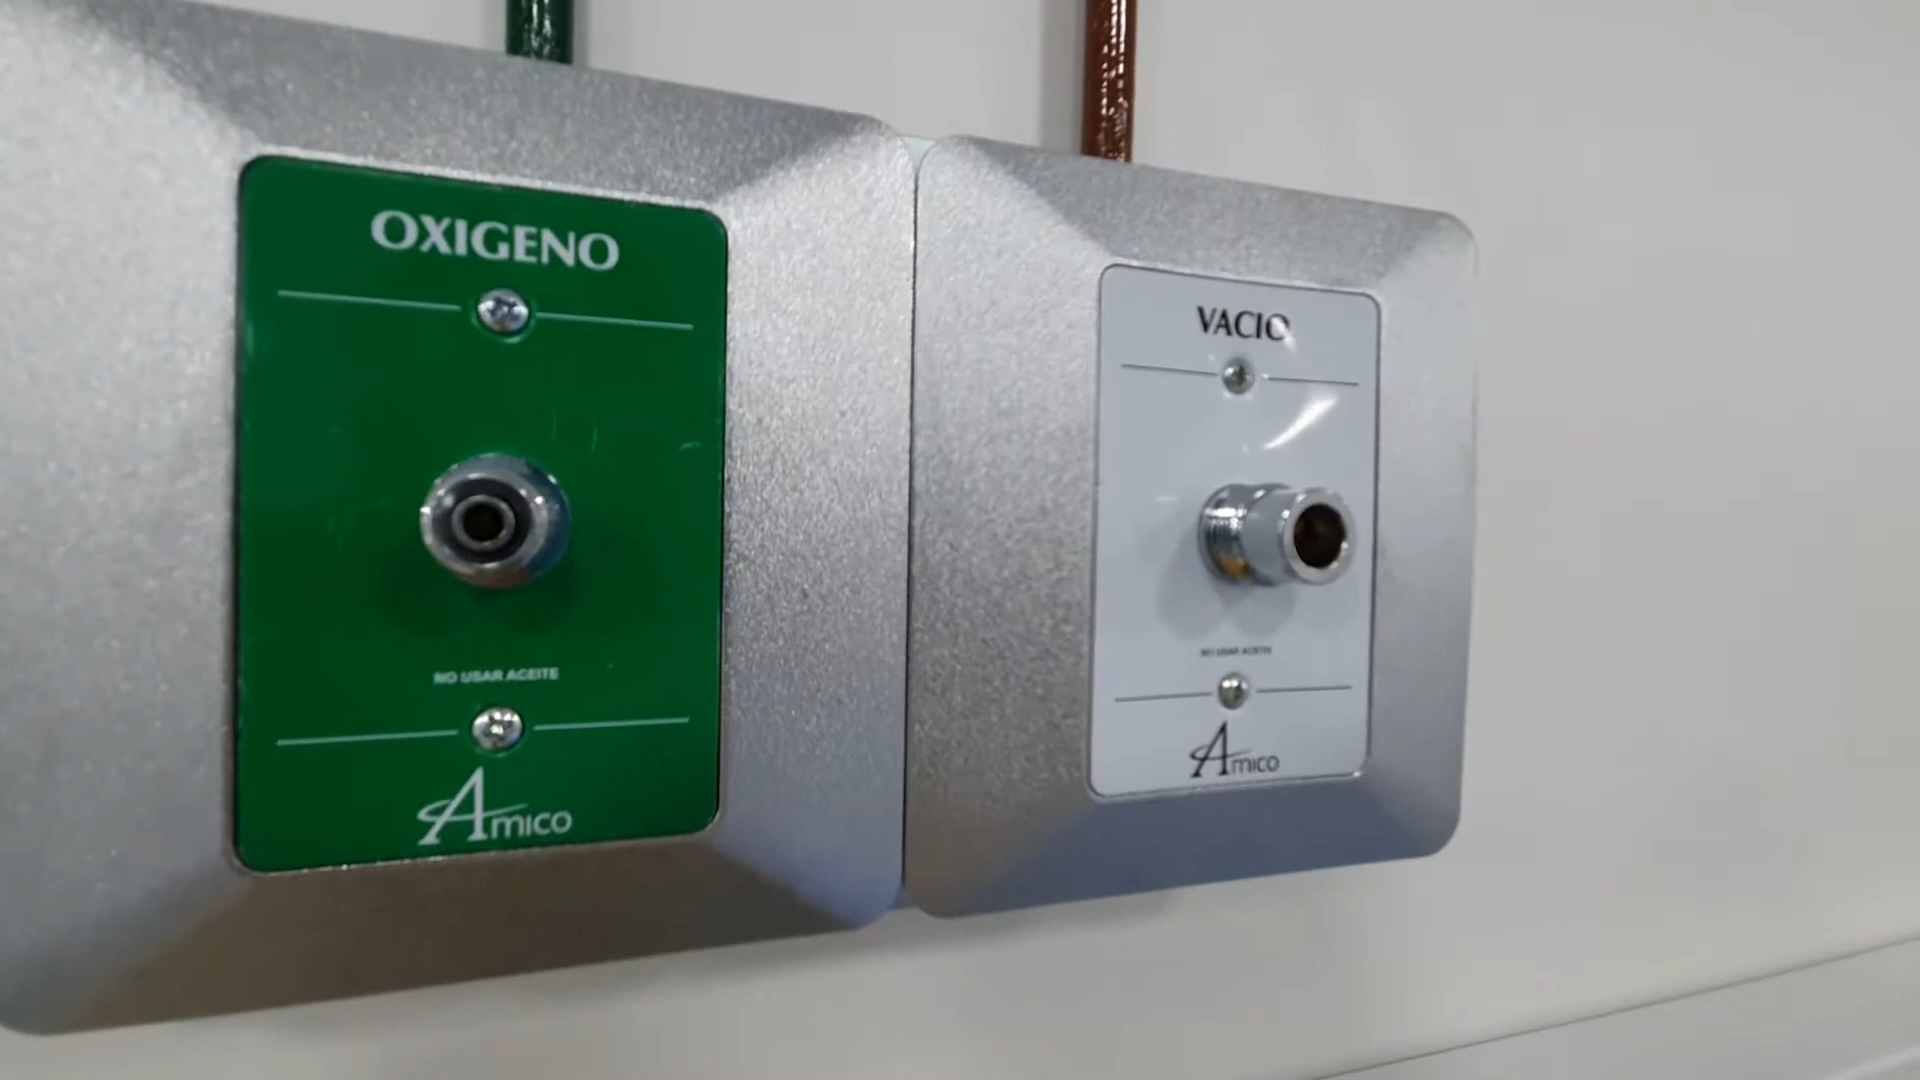 OXIGENO
NO USAR ACEITE
Amico
VACIO
NO USAR ACEITE
Amico